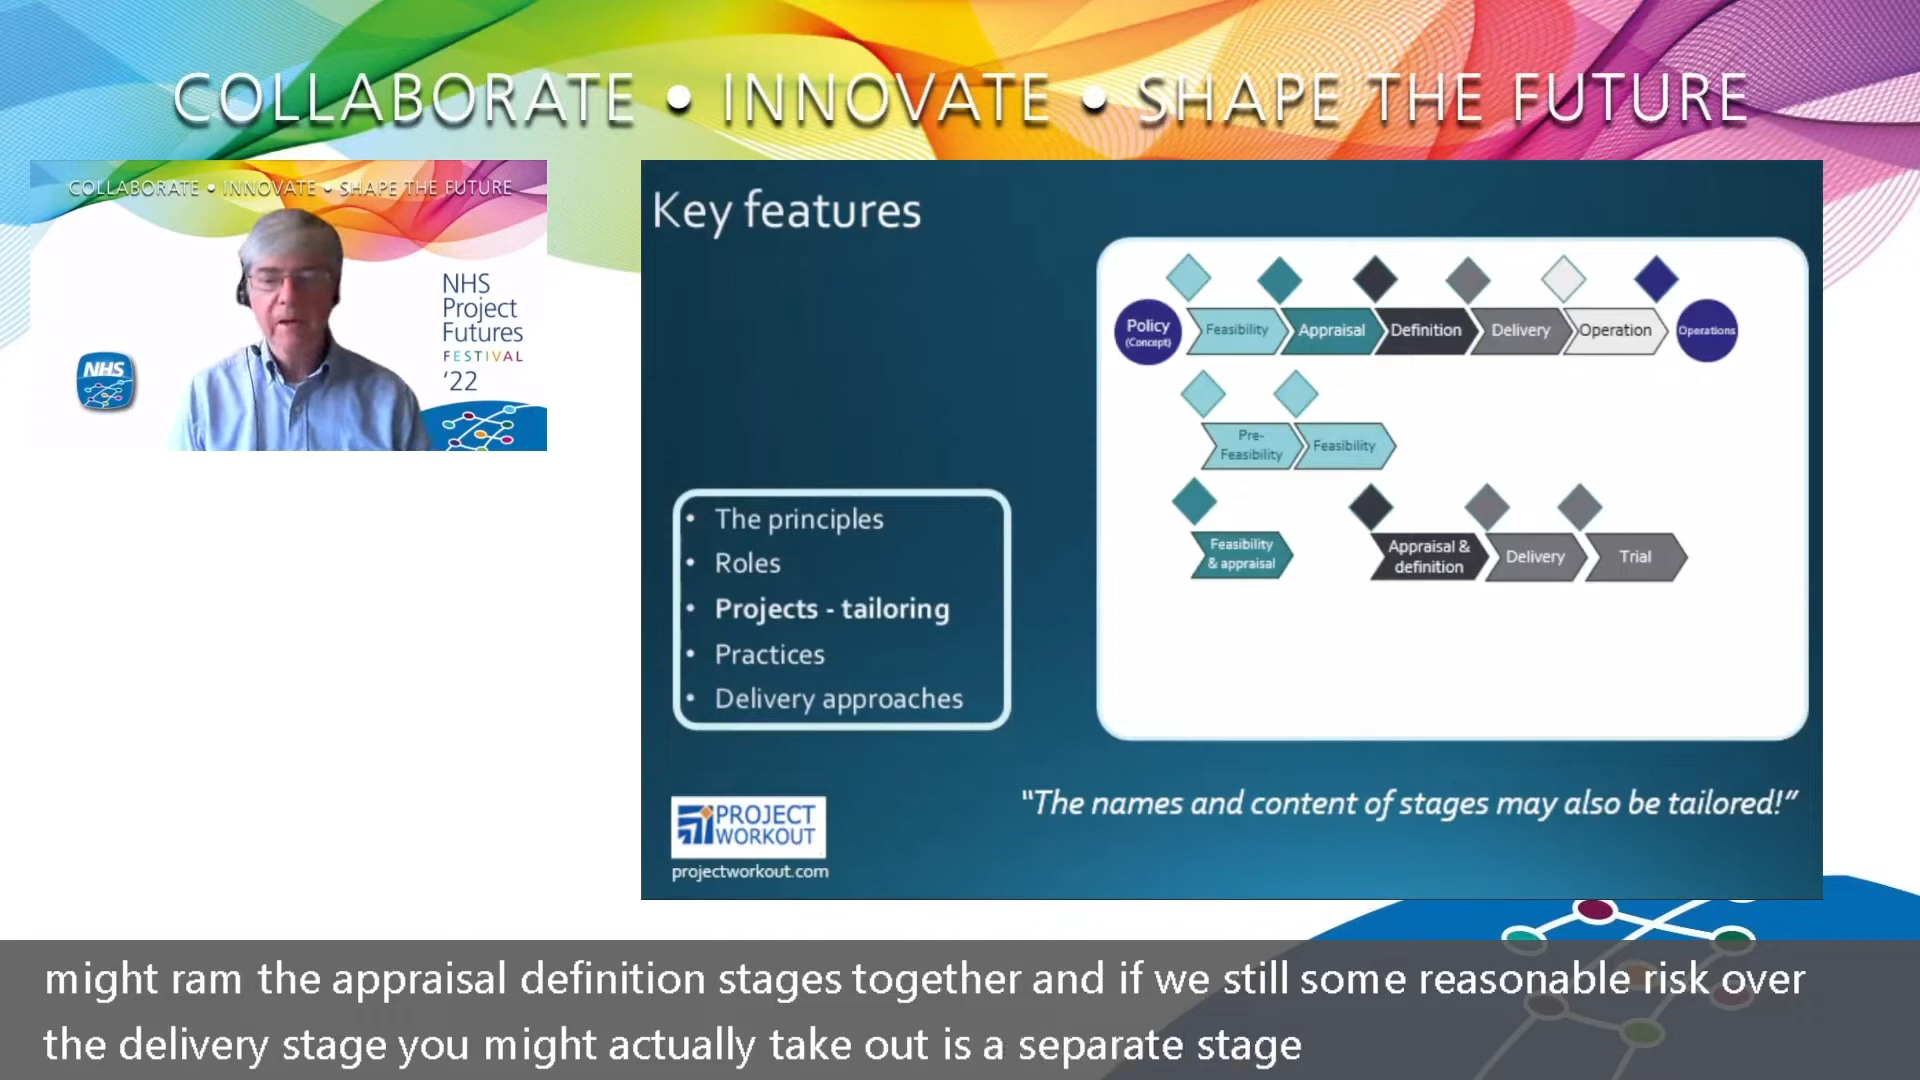 COLLABORATE • INNOVATE • SHAPE THE FUTURE
COLLABORATE • INNOVATE • SHAPE THE FUTURE
NHS
Project
Futures
FESTIVAL
'22
NHS
Key features
• The principles
• Roles
• Projects - tailoring
• Practices
• Delivery approaches
Policy
(Concept)
Feasibility
Appraisal
Definition
Delivery
Operation
Operations
Pre-
Feasibility
Feasibility
Feasibility
& appraisal
Appraisal &
definition
Delivery
Trial
"The names and content of stages may also be tailored!"
PROJECT
WORKOUT
projectworkout.com
might ram the appraisal definition stages together and if we still some reasonable risk over
the delivery stage you might actually take out is a separate stage